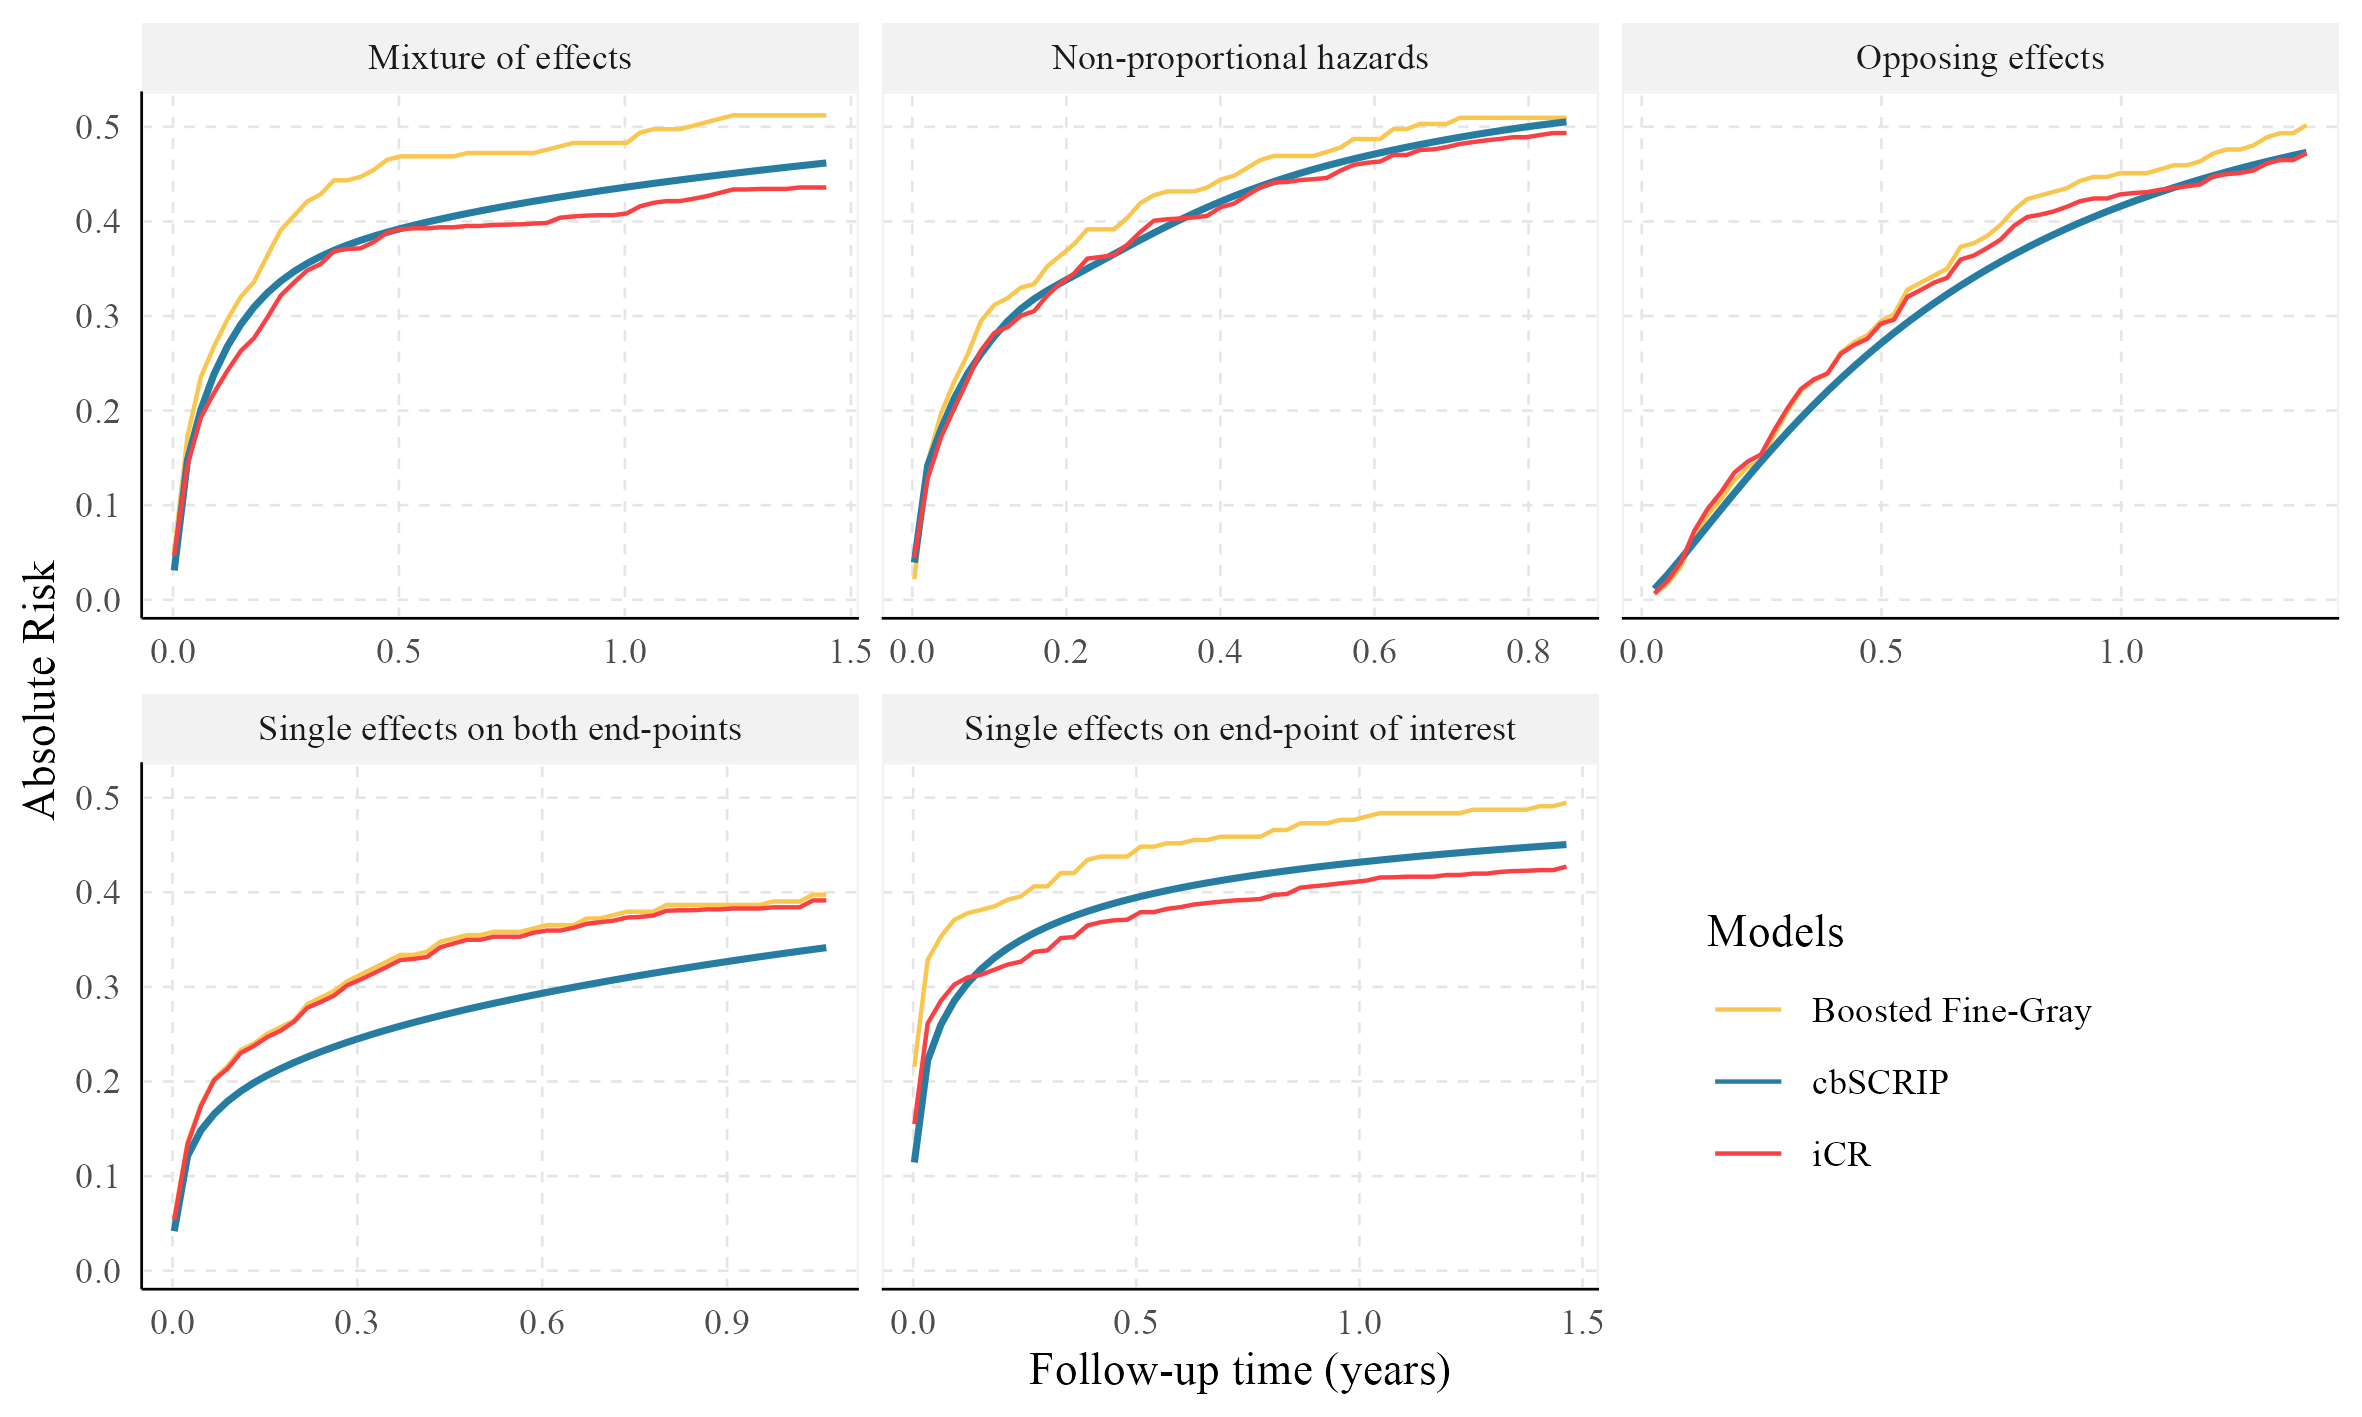 Mixture of effects
Non-proportional hazards
Opposing effects
0.5
0.4
0.3
0.2
0.1
0.0
0.0 0.5 1.0 1.5
0.0 0.2 0.4 0.6 0.8
0.0 0.5 1.0
Absolute Risk
Single effects on both end-points
Single effects on end-point of interest
0.5
0.4
0.3
0.2
0.1
0.0
0.0 0.3 0.6 0.9
0.0 0.5 1.0 1.5
Follow-up time (years)
Models
Boosted Fine-Gray
cbSCRIP
iCR